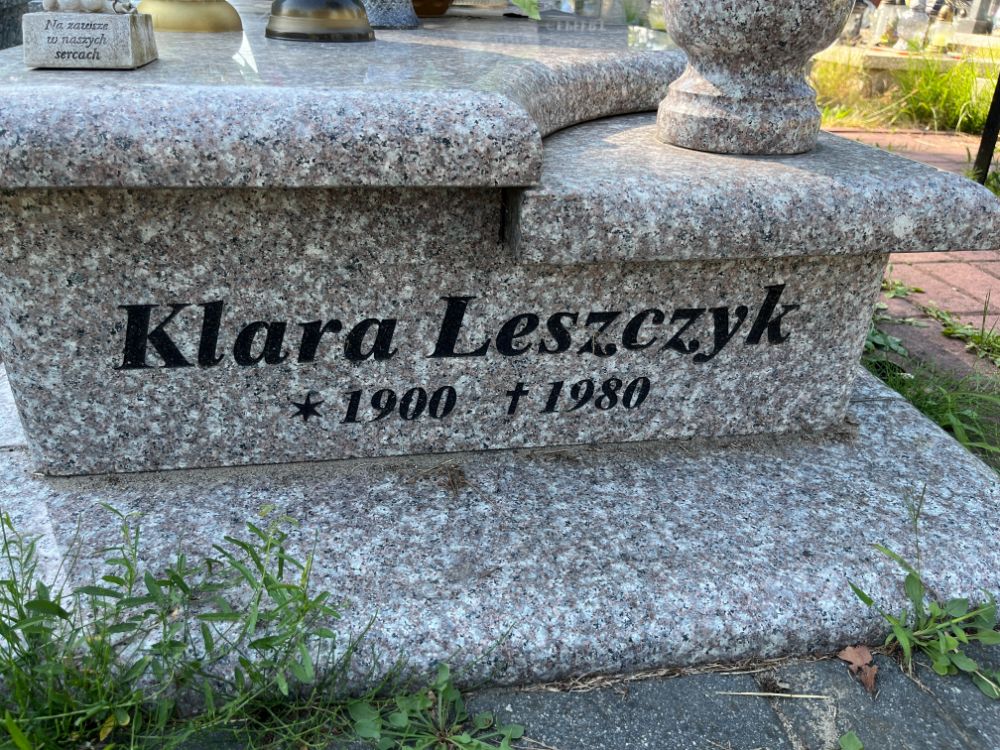 Na zawsze
w naszych
sercach
Klara Leszczyk
* 1900 † 1980